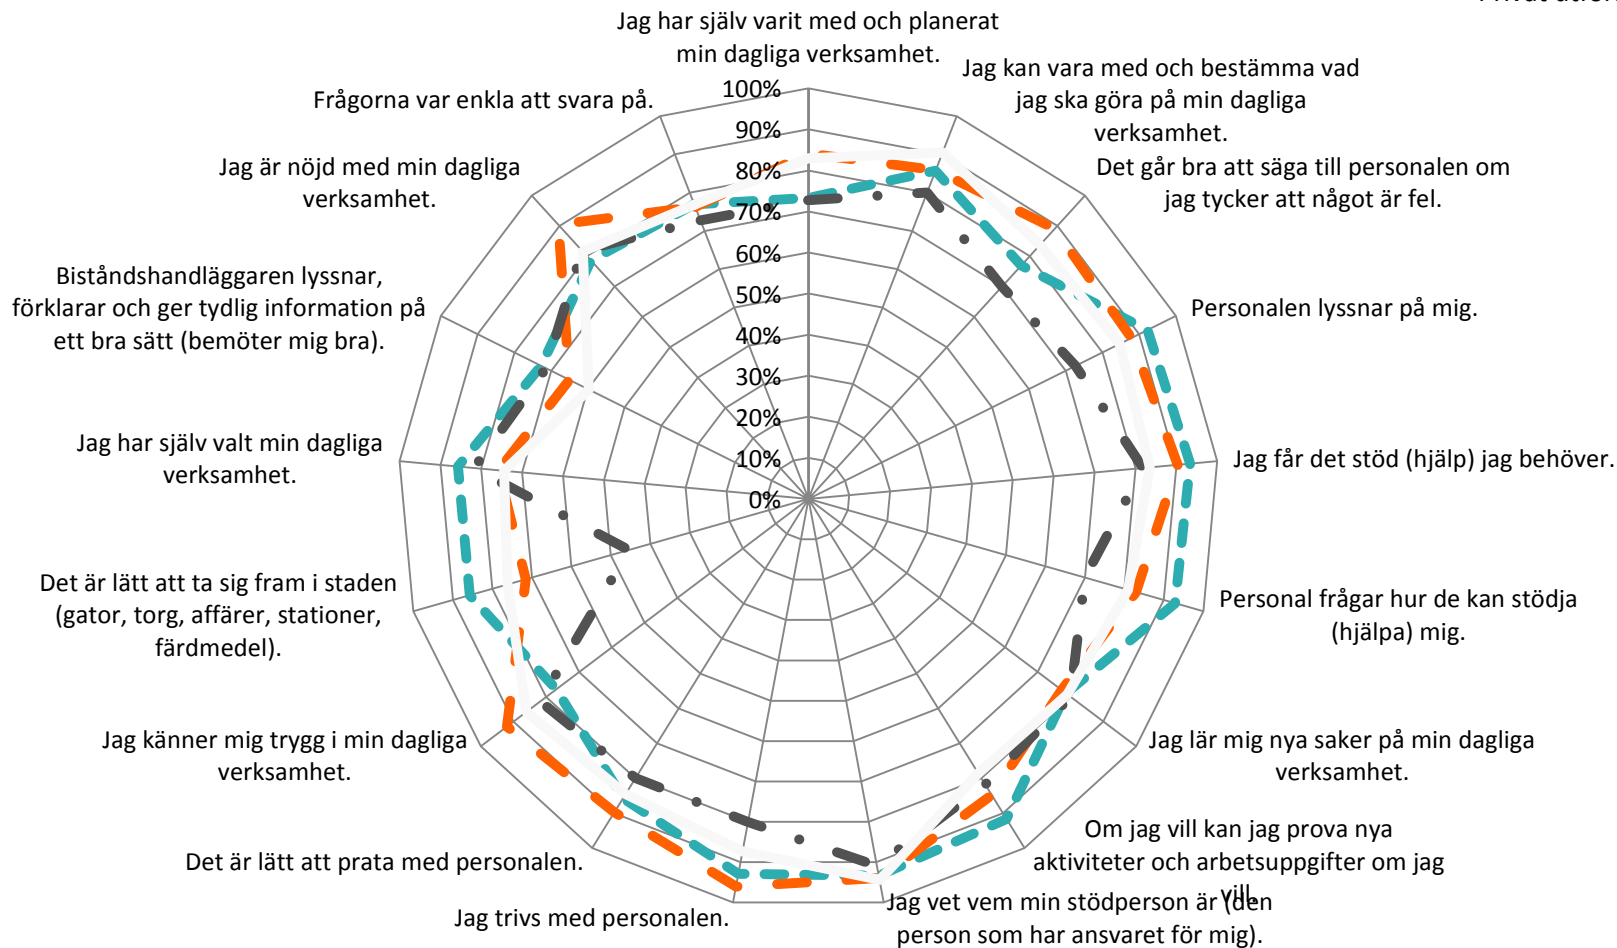 Jag har själv varit med och planerat
min dagliga verksamhet.
Jag kan vara med och bestämma vad
jag ska göra på min dagliga
verksamhet.
Det går bra att säga till personalen om
jag tycker att något är fel.
Personalen lyssnar på mig.
Jag får det stöd (hjälp) jag behöver.
Personal frågar hur de kan stödja
(hjälpa) mig.
Jag lär mig nya saker på min dagliga
verksamhet.
Om jag vill kan jag prova nya
aktiviteter och arbetsuppgifter om jag
vill.
Jag vet vem min stödperson är (den
person som har ansvaret för mig).
Jag trivs med personalen.
Det är lätt att prata med personalen.
Jag känner mig trygg i min dagliga
verksamhet.
Det är lätt att ta sig fram i staden
(gator, torg, affärer, stationer,
färdmedel).
Jag har själv valt min dagliga
verksamhet.
Biståndshandläggaren lyssnar,
förklarar och ger tydlig information på
ett bra sätt (bemöter mig bra).
Jag är nöjd med min dagliga
verksamhet.
Frågorna var enkla att svara på.
100%
90%
80%
70%
60%
50%
40%
30%
20%
10%
0%